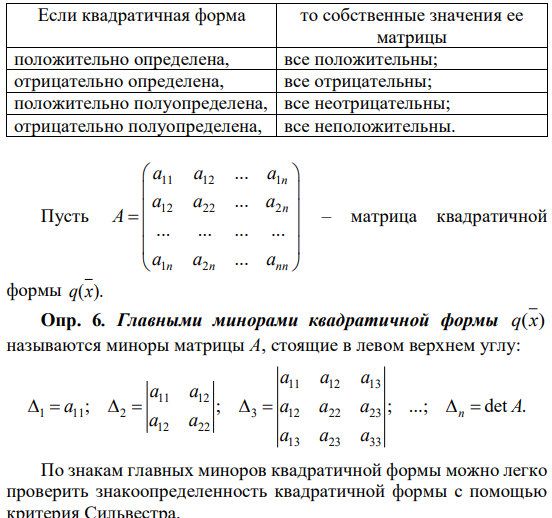 Если квадратичная форма то собственные значения ее матрицы
положительно определена, все положительны;
отрицательно определена, все отрицательны;
положительно полуопределена, все неотрицательны;
отрицательно полуопределена, все неположительны.
a₁₁ a₁₂ ... a₁ₙ
a₁₂ a₂₂ ... a₂ₙ
Пусть A = – матрица квадратичной
... ... ... ...
a₁ₙ a₂ₙ ... aₙₙ
формы q(x̄).
Опр. 6. Главными минорами квадратичной формы q(x̄)
называются миноры матрицы A, стоящие в левом верхнем углу:
Δ₁ = a₁₁; Δ₂ = |a₁₁ a₁₂; a₁₂ a₂₂|; Δ₃ = |a₁₁ a₁₂ a₁₃; a₁₂ a₂₂ a₂₃; a₁₃ a₂₃ a₃₃|; ...; Δₙ = det A.
По знакам главных миноров квадратичной формы можно легко
проверить знакоопределенность квадратичной формы с помощью
критерия Сильвестра.